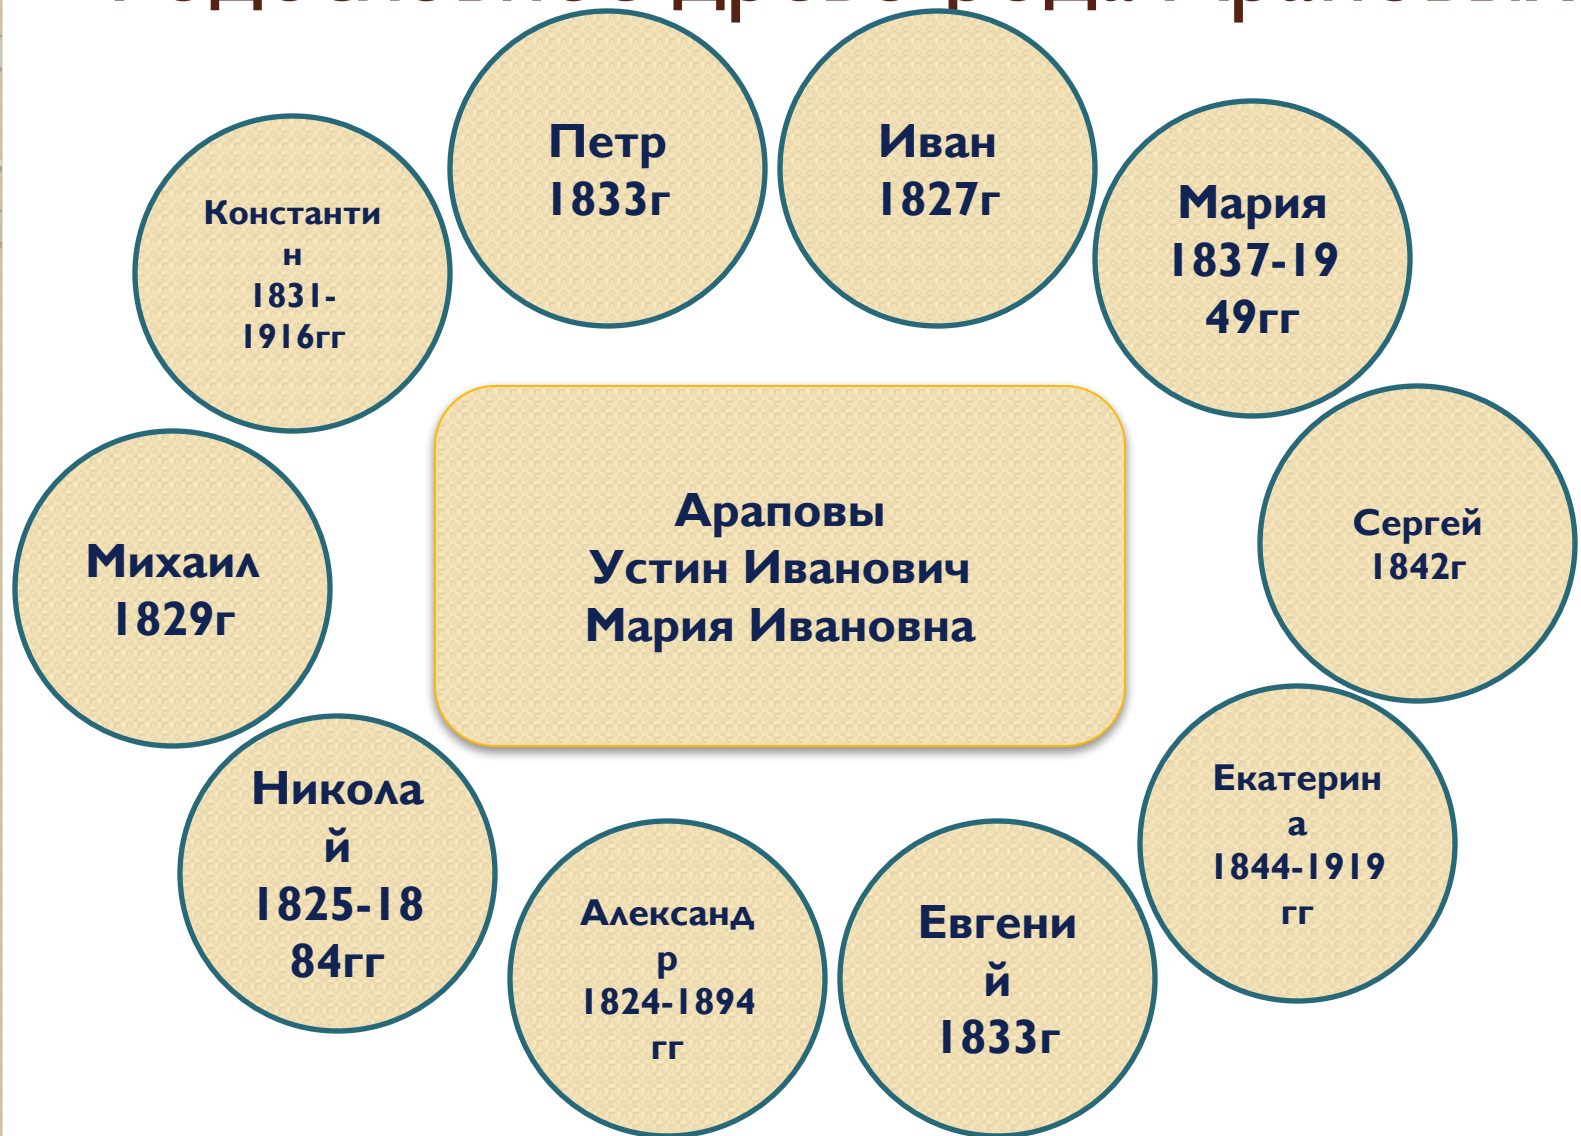 Петр
1833г
Иван
1827г
Мария
1837-19
49гг
Константи
н
1831-
1916гг
Сергей
1842г
Араповы
Устин Иванович
Мария Ивановна
Михаил
1829г
Екатерин
а
1844-1919
гг
Никола
й
1825-18
84гг
Александ
р
1824-1894
гг
Евгени
й
1833г